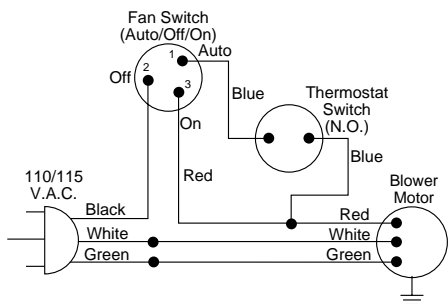 Fan Switch
(Auto/Off/On)
Auto
1
2
Off
3
On
Blue
Thermostat
Switch
(N.O.)
Blue
Red
110/115
V.A.C.
Blower
Motor
Black
Red
White
White
Green
Green